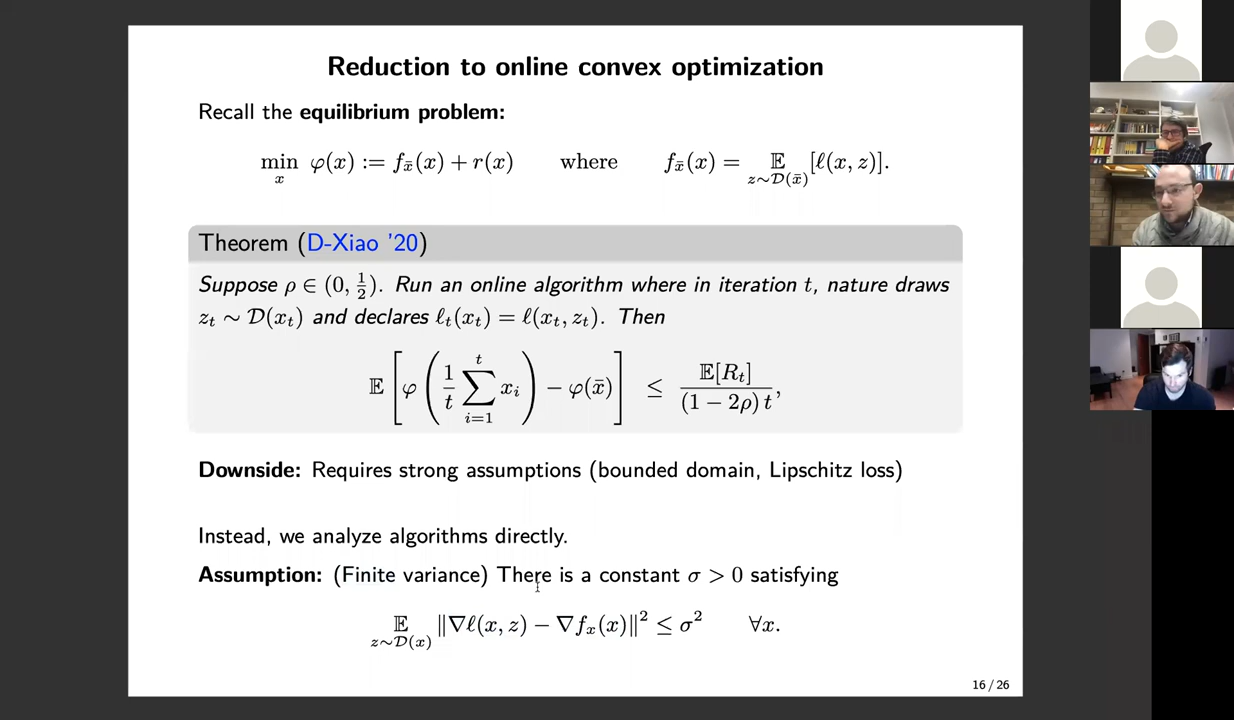 Reduction to online convex optimization
Recall the equilibrium problem:
min_x φ(x) := f_x̄(x) + r(x) where f_x̄(x) = 𝔼_{z∼𝒟(x̄)} [ℓ(x, z)].
Theorem (D-Xiao '20)
Suppose ρ ∈ (0, 1/2). Run an online algorithm where in iteration t, nature draws
z_t ∼ 𝒟(x_t) and declares ℓ_t(x_t) = ℓ(x_t, z_t). Then
𝔼 [ φ ( 1/t ∑_{i=1}^{t} x_i ) − φ(x̄) ] ≤ 𝔼[R_t] / ((1 − 2ρ) t),
Downside: Requires strong assumptions (bounded domain, Lipschitz loss)
Instead, we analyze algorithms directly.
Assumption: (Finite variance) There is a constant σ > 0 satisfying
𝔼_{z∼𝒟(x)} ‖∇ℓ(x, z) − ∇f_x(x)‖² ≤ σ² ∀x.
16 / 26